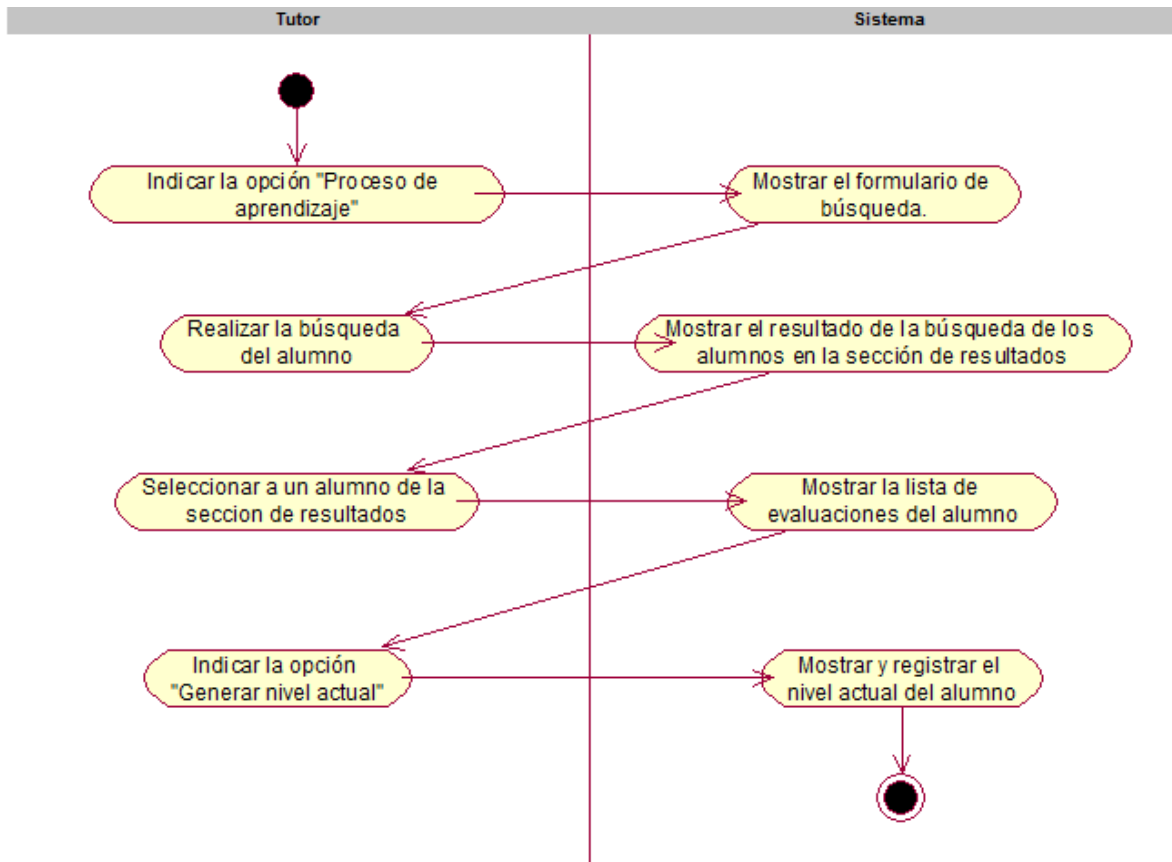 Tutor
Sistema
Indicar la opción "Proceso de
aprendizaje"
Mostrar el formulario de
búsqueda.
Realizar la búsqueda
del alumno
Mostrar el resultado de la búsqueda de los
alumnos en la sección de resultados
Seleccionar a un alumno de la
seccion de resultados
Mostrar la lista de
evaluaciones del alumno
Indicar la opción
"Generar nivel actual"
Mostrar y registrar el
nivel actual del alumno